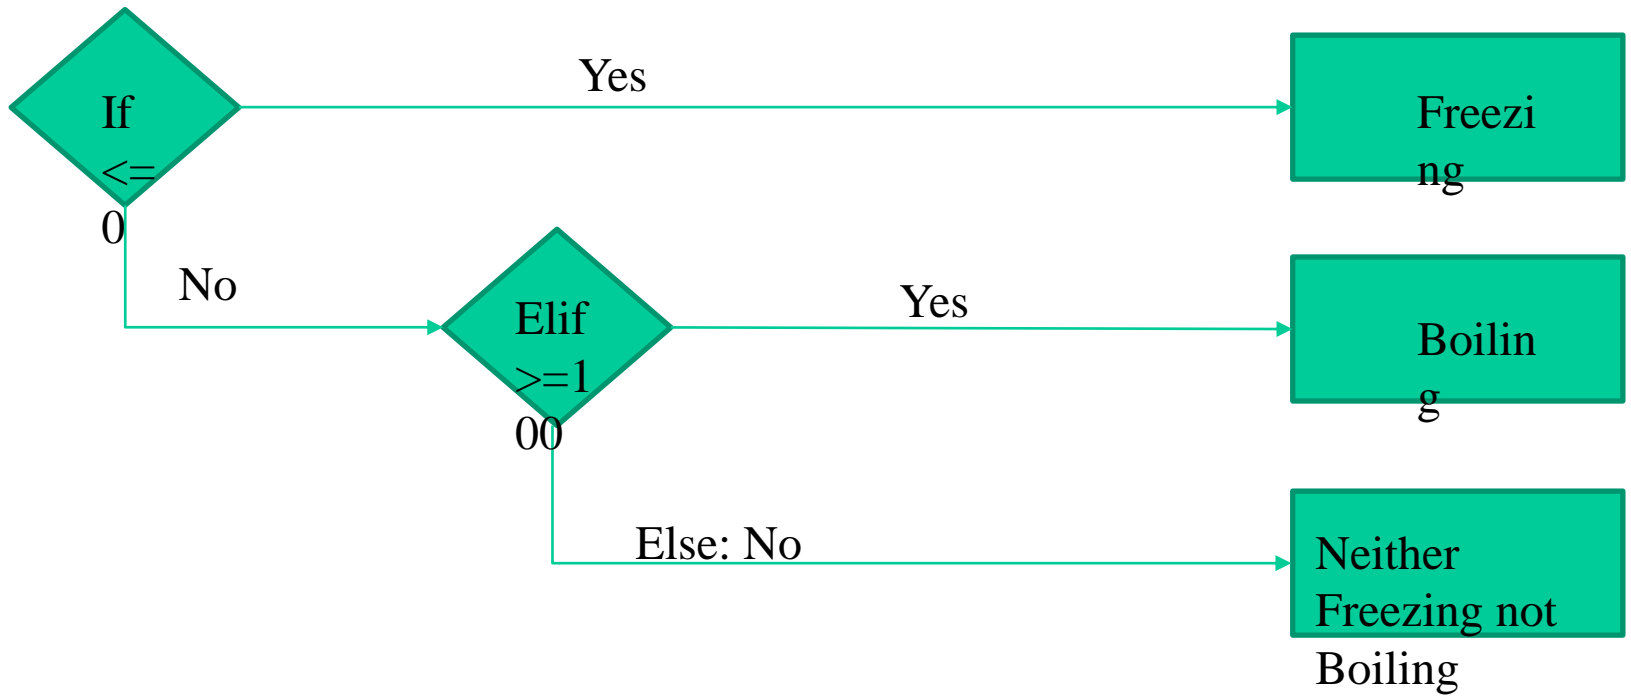 If
<=
0
Yes
Freezi
ng
No
Elif
>=1
00
Yes
Boilin
g
Else: No
Neither
Freezing not
Boiling